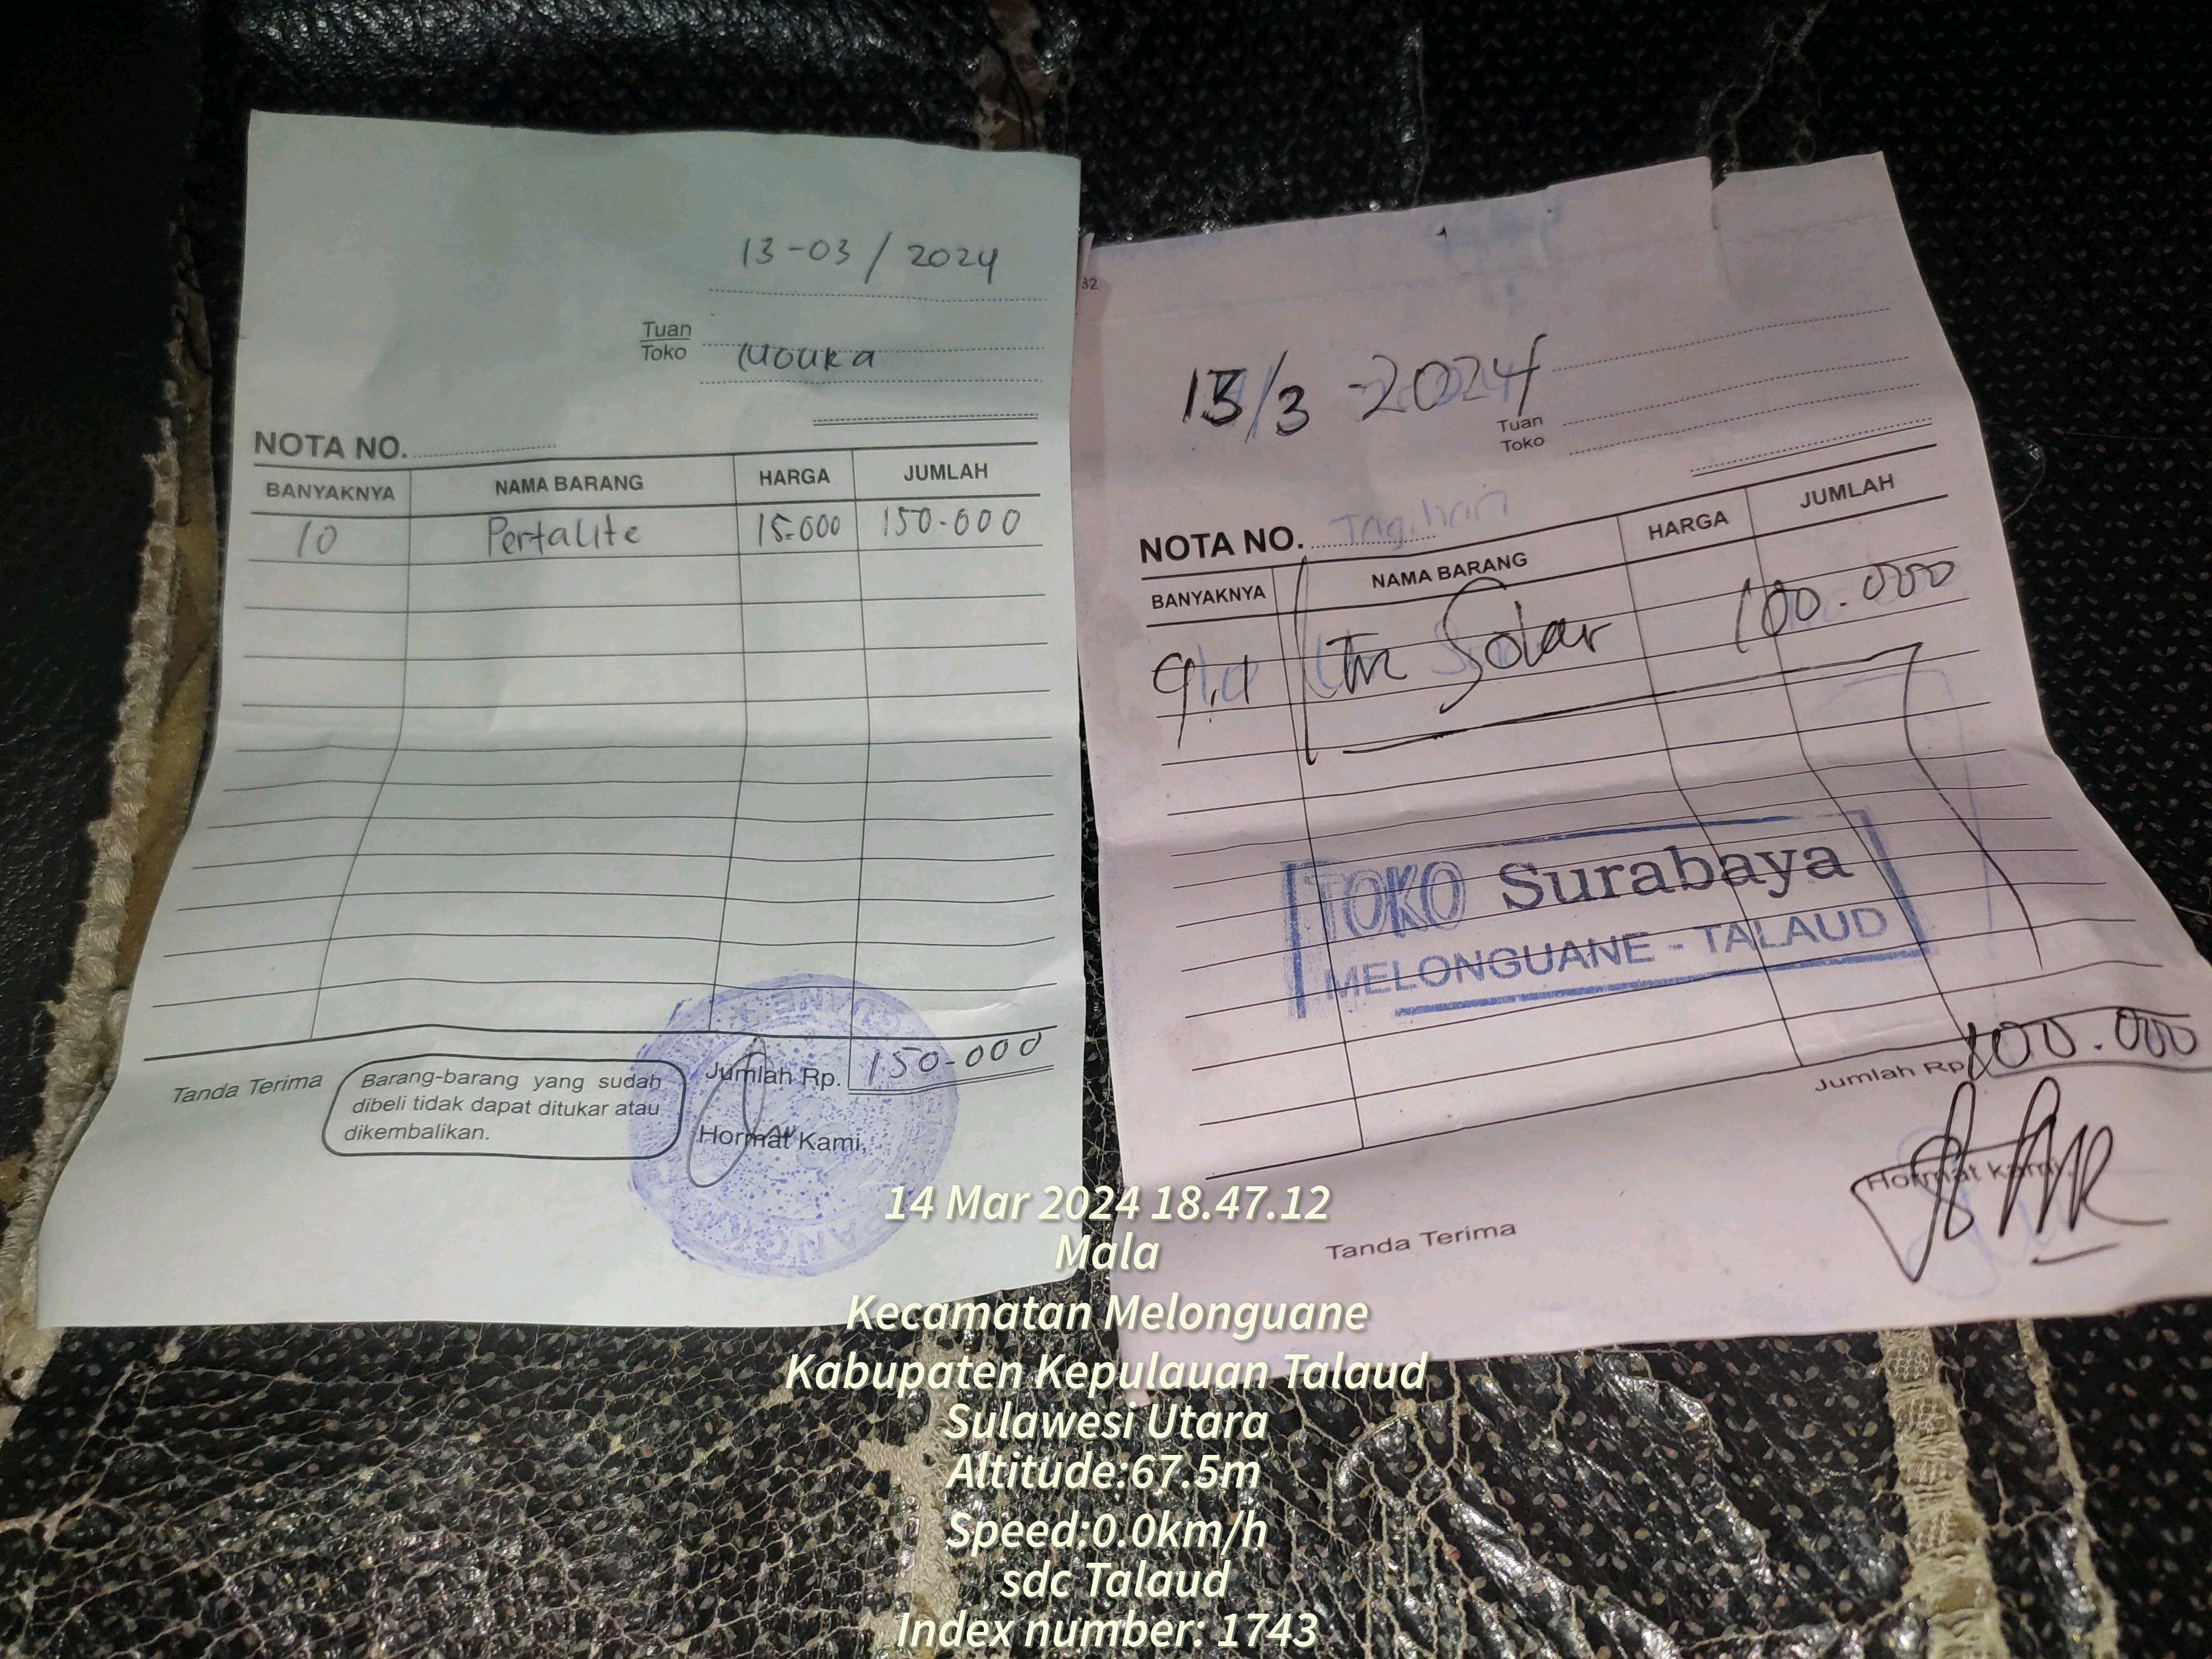 13-03/2024
Tuan
Toko
NOTA NO.
BANYAKNYA NAMA BARANG HARGA JUMLAH
10 Pertalite 15.000 150.000
Jumlah Rp. 150.000
Tanda Terima
Barang-barang yang sudah
dibeli tidak dapat ditukar atau
dikembalikan.
Hormat Kami,
32
13/3-2024
Tuan
Toko
NOTA NO.
BANYAKNYA NAMA BARANG HARGA JUMLAH
Ltr Solar 100.000
TOKO Surabaya
MELONGUANE - TALAUD
Jumlah Rp. 100.000
Hormat Kami,
Tanda Terima
14 Mar 2024 18.47.12
Mala
Kecamatan Melonguane
Kabupaten Kepulauan Talaud
Sulawesi Utara
Altitude:67.5m
Speed:0.0km/h
sdc Talaud
Index number: 1743